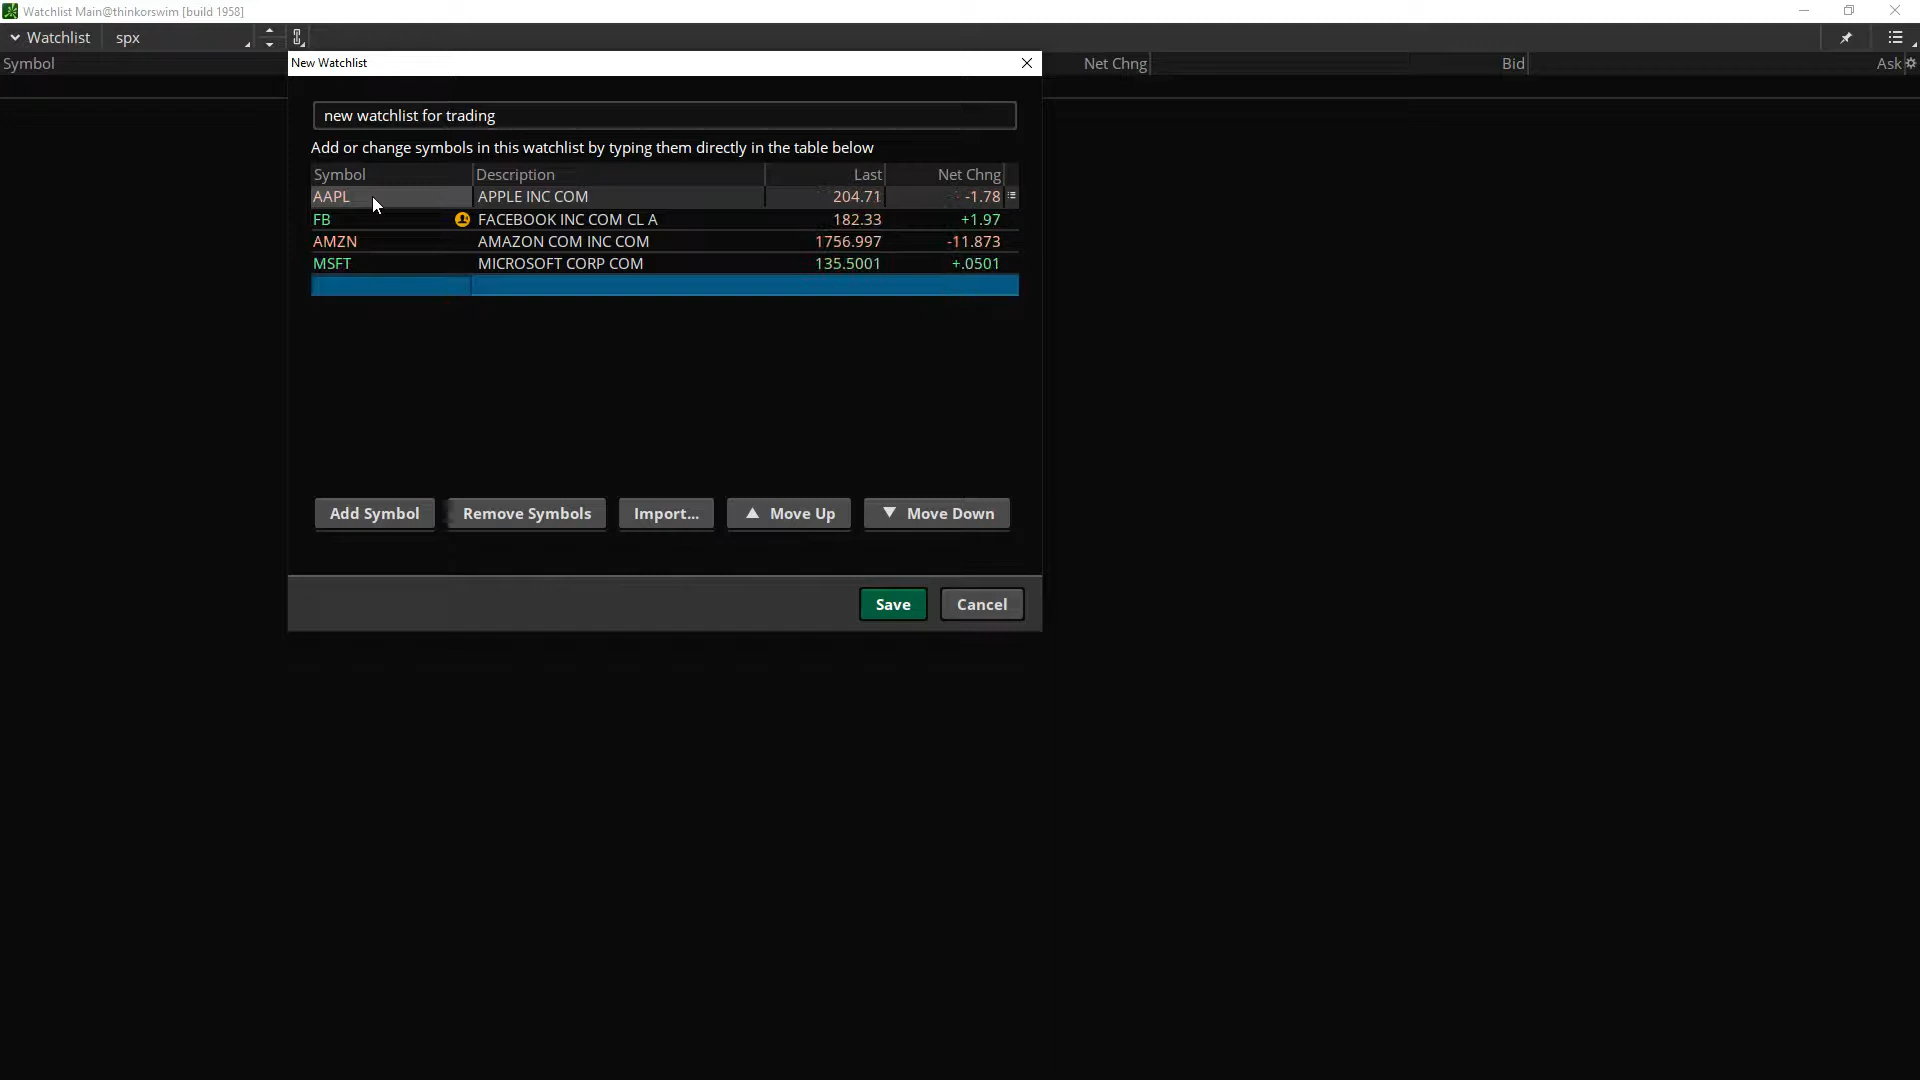 Watchlist Main@thinkorswim [build 1958]
Watchlist spx
Symbol Net Chng Bid Ask
New Watchlist
new watchlist for trading
Add or change symbols in this watchlist by typing them directly in the table below
Symbol Description Last Net Chng
AAPL APPLE INC COM 204.71 -1.78
FB FACEBOOK INC COM CL A 182.33 +1.97
AMZN AMAZON COM INC COM 1756.997 -11.873
MSFT MICROSOFT CORP COM 135.5001 +.0501
Add Symbol Remove Symbols Import... Move Up Move Down
Save Cancel